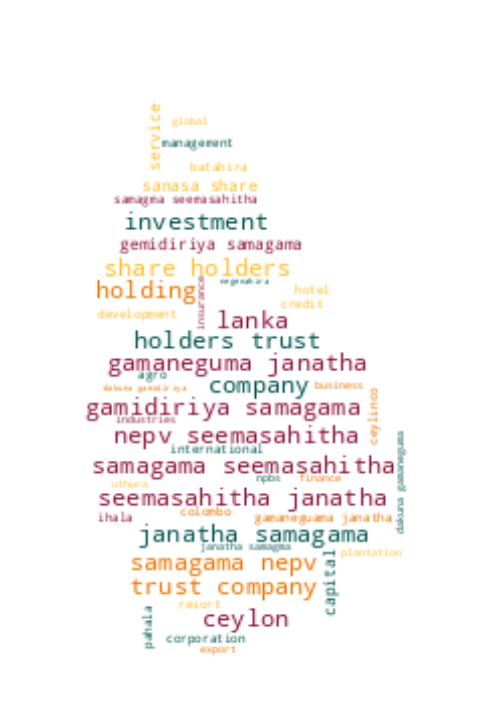 service
global
management
batahira
sanasa share
samagma seemasahitha
investment
gemidiriya samagama
share holders
negenahira
holding
insurance
hotel
credit
development
lanka
holders trust
gamaneguma janatha
agro
company
dakuna gamidiriya
business
gamidiriya samagama
ceylinco
industries
nepv seemasahitha
international
dakuna gamaneguma
samagama seemasahitha
npbs
finance
uthura
seemasahitha janatha
colombo
ihala
gamaneguama janatha
janatha samagama
janatha samagma
plantation
samagama nepv
capital
trust company
resort
pahala
ceylon
corporation
export